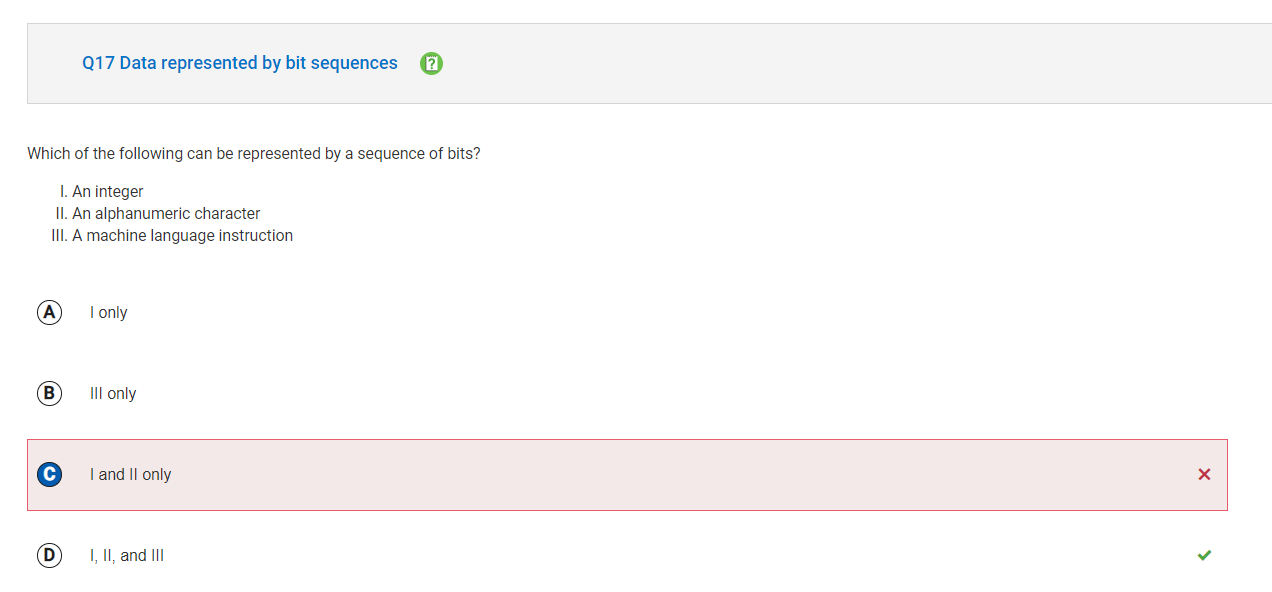 Q17 Data represented by bit sequences ?
Which of the following can be represented by a sequence of bits?
I. An integer
II. An alphanumeric character
III. A machine language instruction
A I only
B III only
C I and II only
D I, II, and III